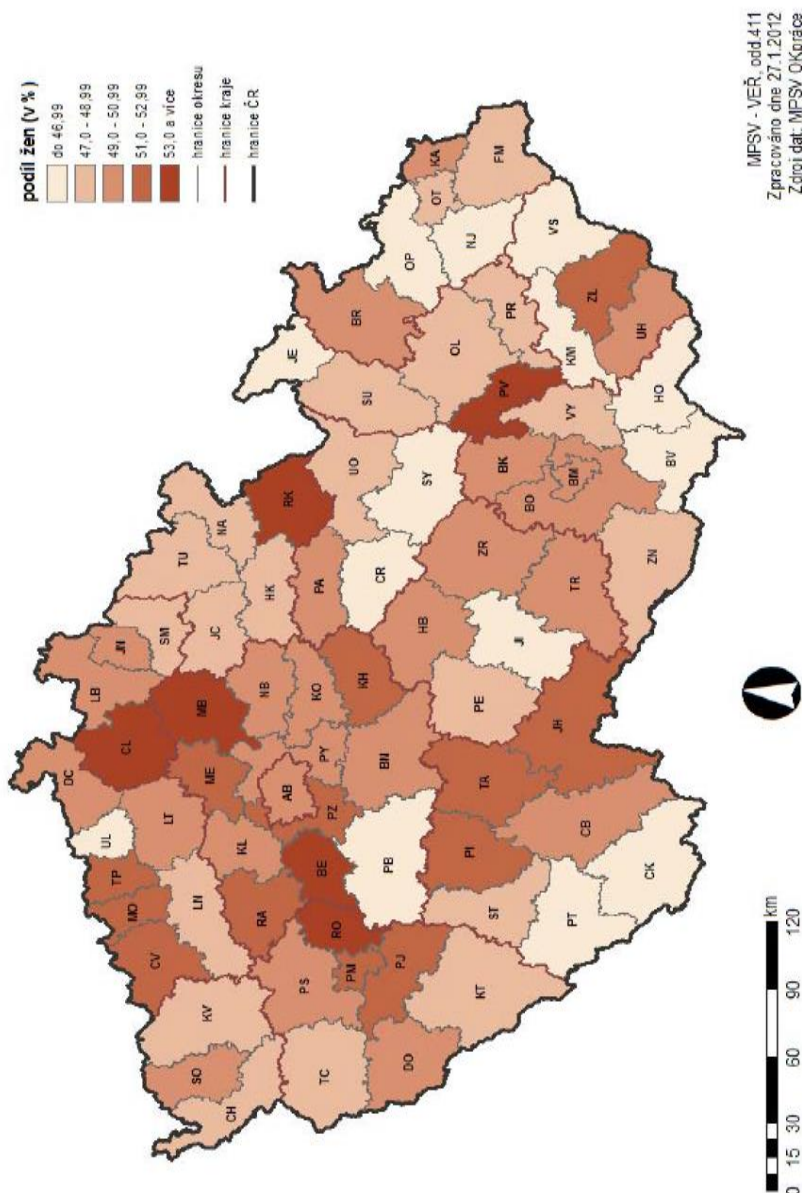 podíl žen (v %)
do 46,99
47,0 - 48,99
49,0 - 50,99
51,0 - 52,99
53,0 a více
hranice okresu
hranice kraje
hranice ČR
DC
LB
JN
UL
CL
SM
TU
TP
LT
MB
JC
NA
MO
ME
CV
LN
KL
NB
HK
RK
JE
KV
RA
AB
PY
KO
PA
UO
SU
BR
SO
BE
PZ
KH
CR
SY
OP
KA
CH
PS
RO
BN
OL
OT
PM
PB
HB
PV
PR
NJ
FM
TC
PJ
TA
PE
ZR
BK
KM
VS
DO
PI
JI
BO
BM
VY
ZL
KT
ST
JH
TR
UH
CB
HO
PT
ZN
BV
CK
0 15 30 60 90 120
km
MPSV - VEŘ, odd.411
Zpracováno dne 27.1.2012
Zdroj dat: MPSV OKpráce